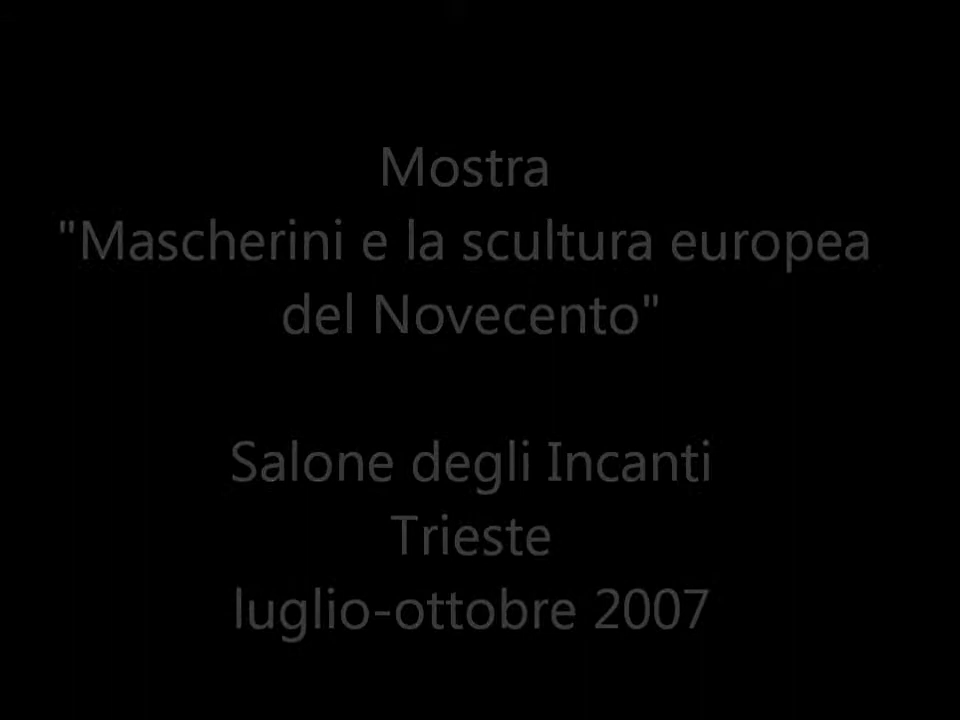 Mostra
"Mascherini e la scultura europea
del Novecento"
Salone degli Incanti
Trieste
luglio-ottobre 2007